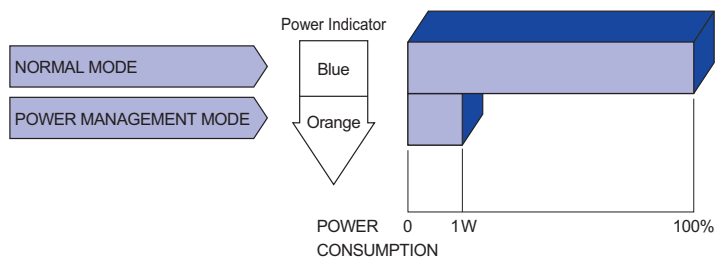 Power Indicator
NORMAL MODE
Blue
POWER MANAGEMENT MODE
Orange
POWER CONSUMPTION
0 1W 100%